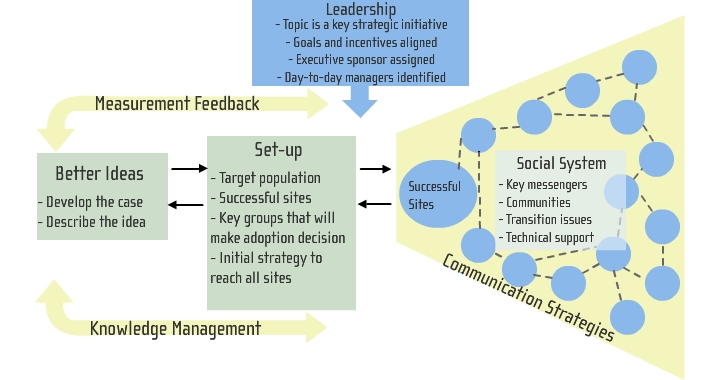 Leadership
- Topic is a key strategic initiative
- Goals and incentives aligned
- Executive sponsor assigned
- Day-to-day managers identified
Measurement Feedback
Better Ideas
- Develop the case
- Describe the idea
Set-up
- Target population
- Successful sites
- Key groups that will
make adoption decision
- Initial strategy to
reach all sites
Successful
Sites
Social System
- Key messengers
- Communities
- Transition issues
- Technical support
Communication Strategies
Knowledge Management